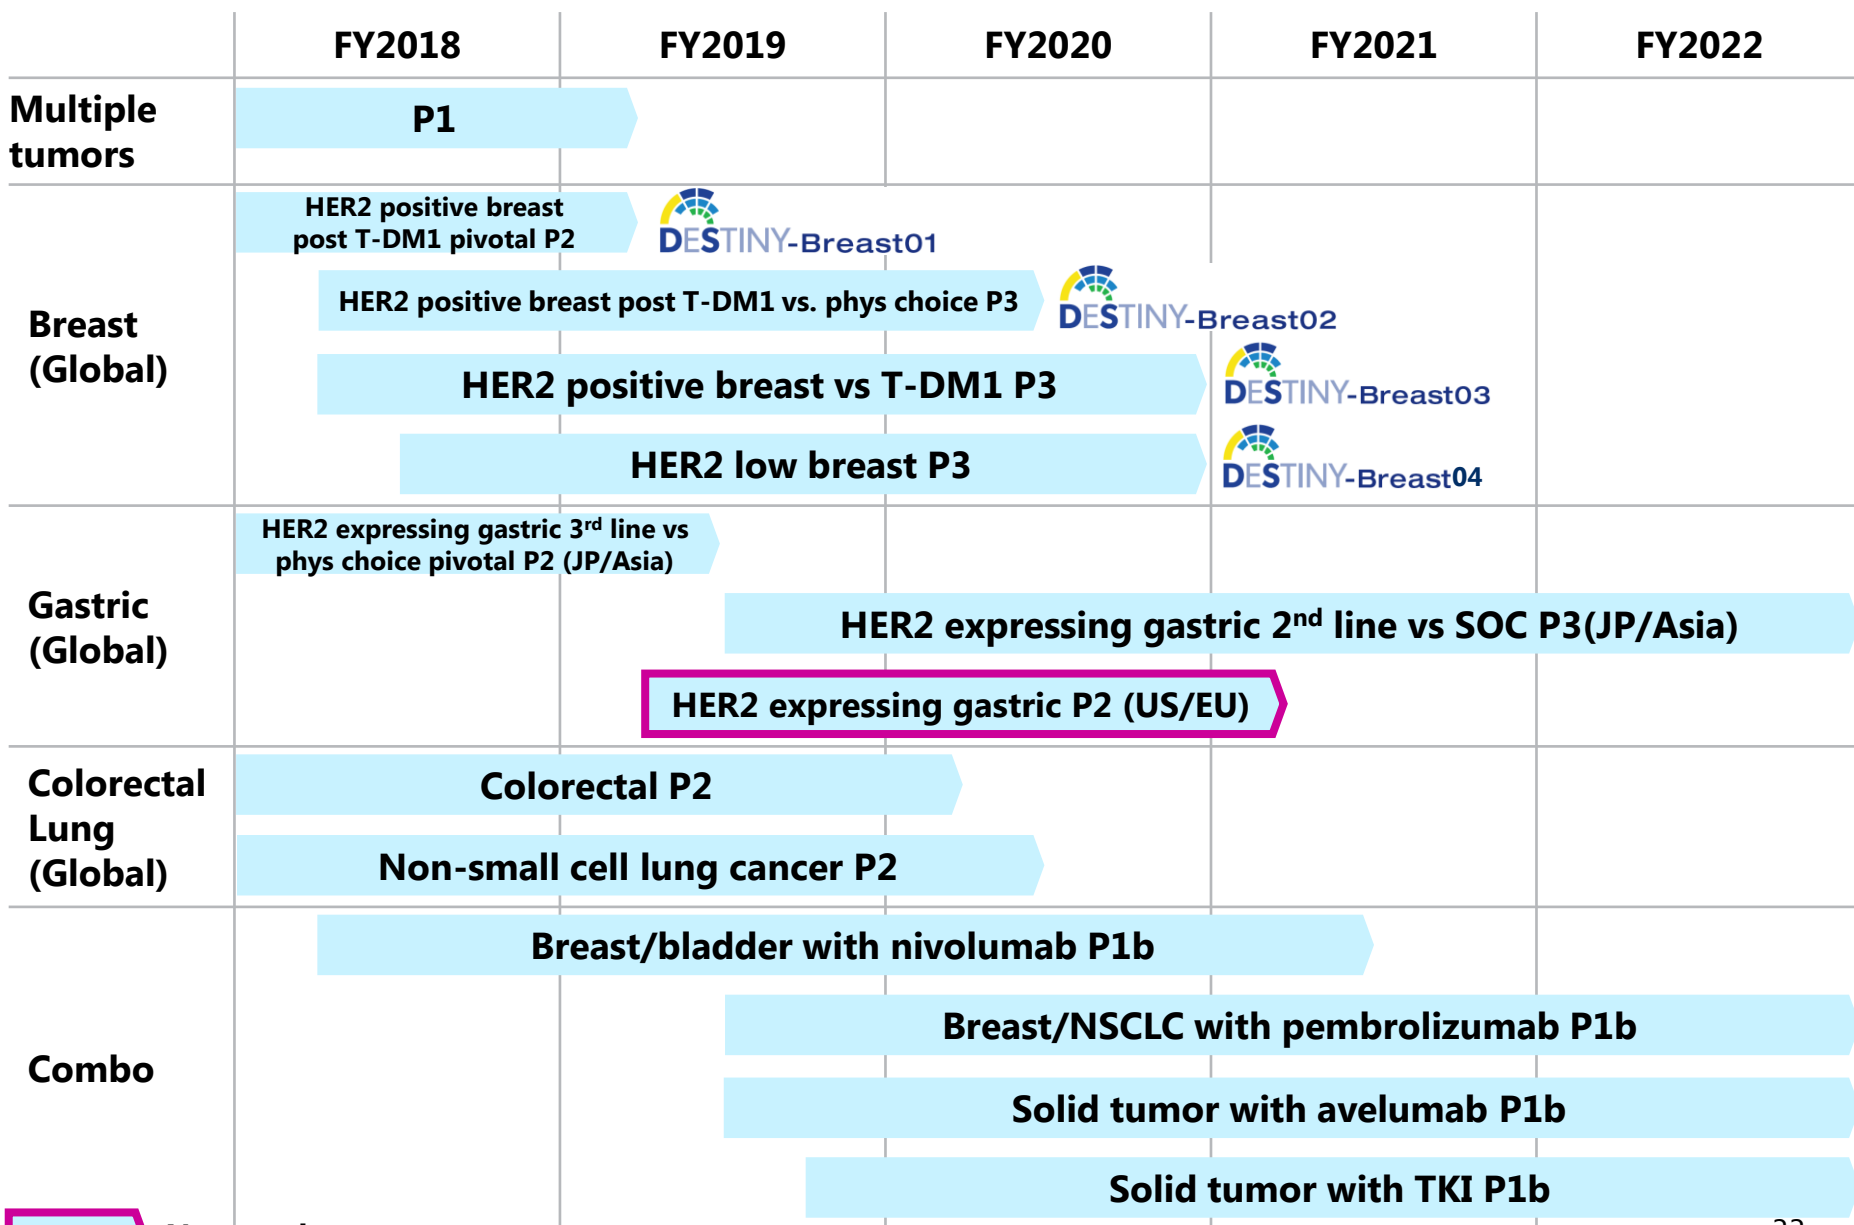 FY2018 FY2019 FY2020 FY2021 FY2022
Multiple
tumors
P1
Breast
(Global)
HER2 positive breast
post T-DM1 pivotal P2
DESTINY-Breast01
HER2 positive breast post T-DM1 vs. phys choice P3
DESTINY-Breast02
HER2 positive breast vs T-DM1 P3
DESTINY-Breast03
HER2 low breast P3
DESTINY-Breast04
Gastric
(Global)
HER2 expressing gastric 3rd line vs
phys choice pivotal P2 (JP/Asia)
HER2 expressing gastric 2nd line vs SOC P3(JP/Asia)
HER2 expressing gastric P2 (US/EU)
Colorectal
Lung
(Global)
Colorectal P2
Non-small cell lung cancer P2
Combo
Breast/bladder with nivolumab P1b
Breast/NSCLC with pembrolizumab P1b
Solid tumor with avelumab P1b
Solid tumor with TKI P1b